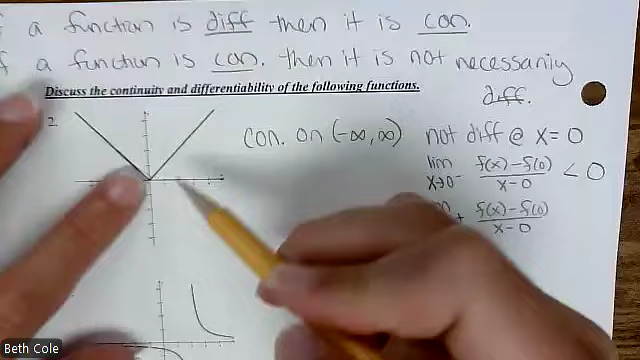 a function is diff then it is con.
a function is con. then it is not necessarily diff.
Discuss the continuity and differentiability of the following functions.
2.
con. on (-∞,∞) not diff @ x=0
lim x→0⁻ f(x)-f(0) / x-0 < 0
+ f(x)-f(0) / x-0
Beth Cole